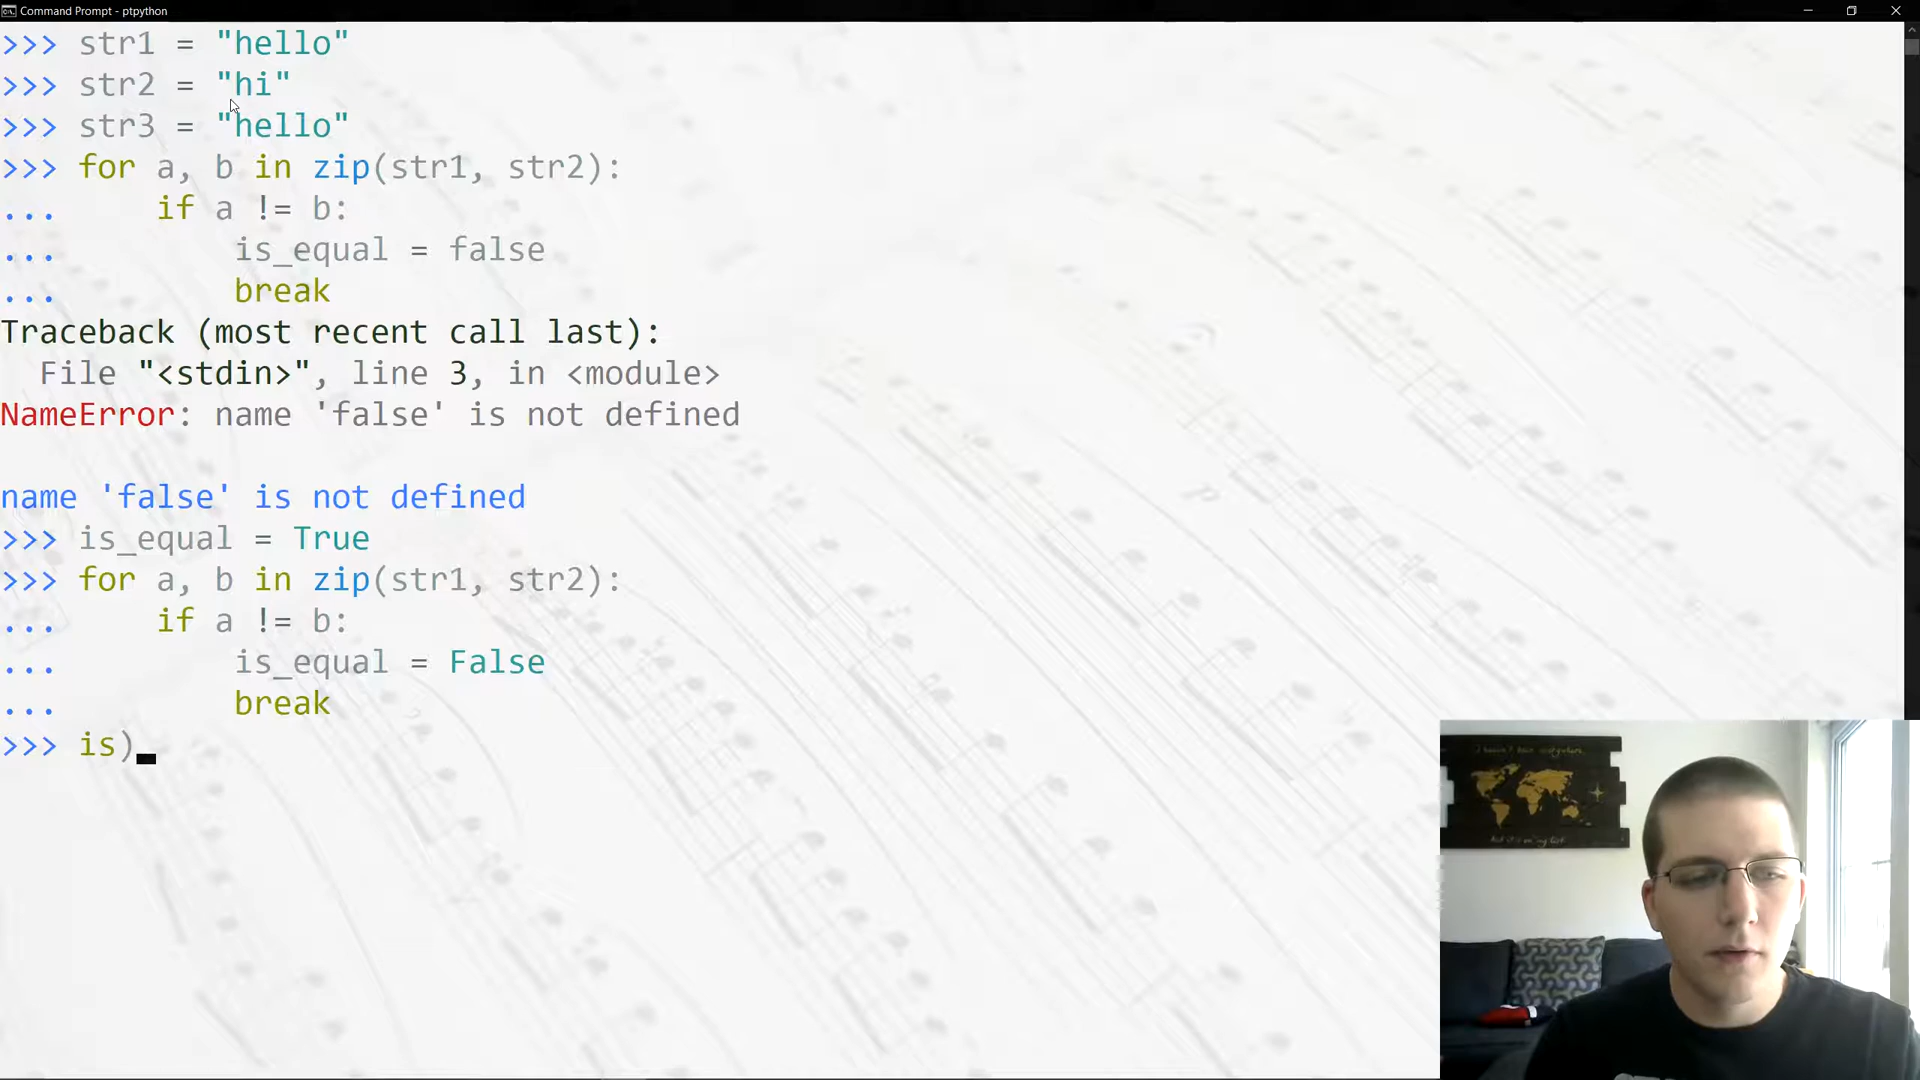 Command Prompt - ptpython
>>> str1 = "hello"
>>> str2 = "hi"
>>> str3 = "hello"
>>> for a, b in zip(str1, str2):
...     if a != b:
...         is_equal = false
...         break
Traceback (most recent call last):
  File "<stdin>", line 3, in <module>
NameError: name 'false' is not defined
name 'false' is not defined
>>> is_equal = True
>>> for a, b in zip(str1, str2):
...     if a != b:
...         is_equal = False
...         break
>>> is)